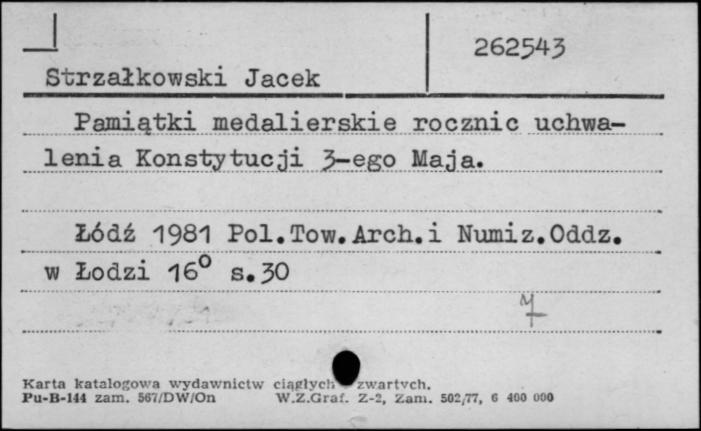 262543
Strzałkowski Jacek
Pamiątki medalierskie rocznic uchwa-
lenia Konstytucji 3-ego Maja.
Łódź 1981 Pol.Tow.Arch.i Numiz.Oddz.
w Łodzi 16° s.30
Karta katalogowa wydawnictw ciągłych zwartych.
Pu-B-144 zam. 567/DW/On W.Z.Graf. Z-2, Zam. 502/77, 6 400 000